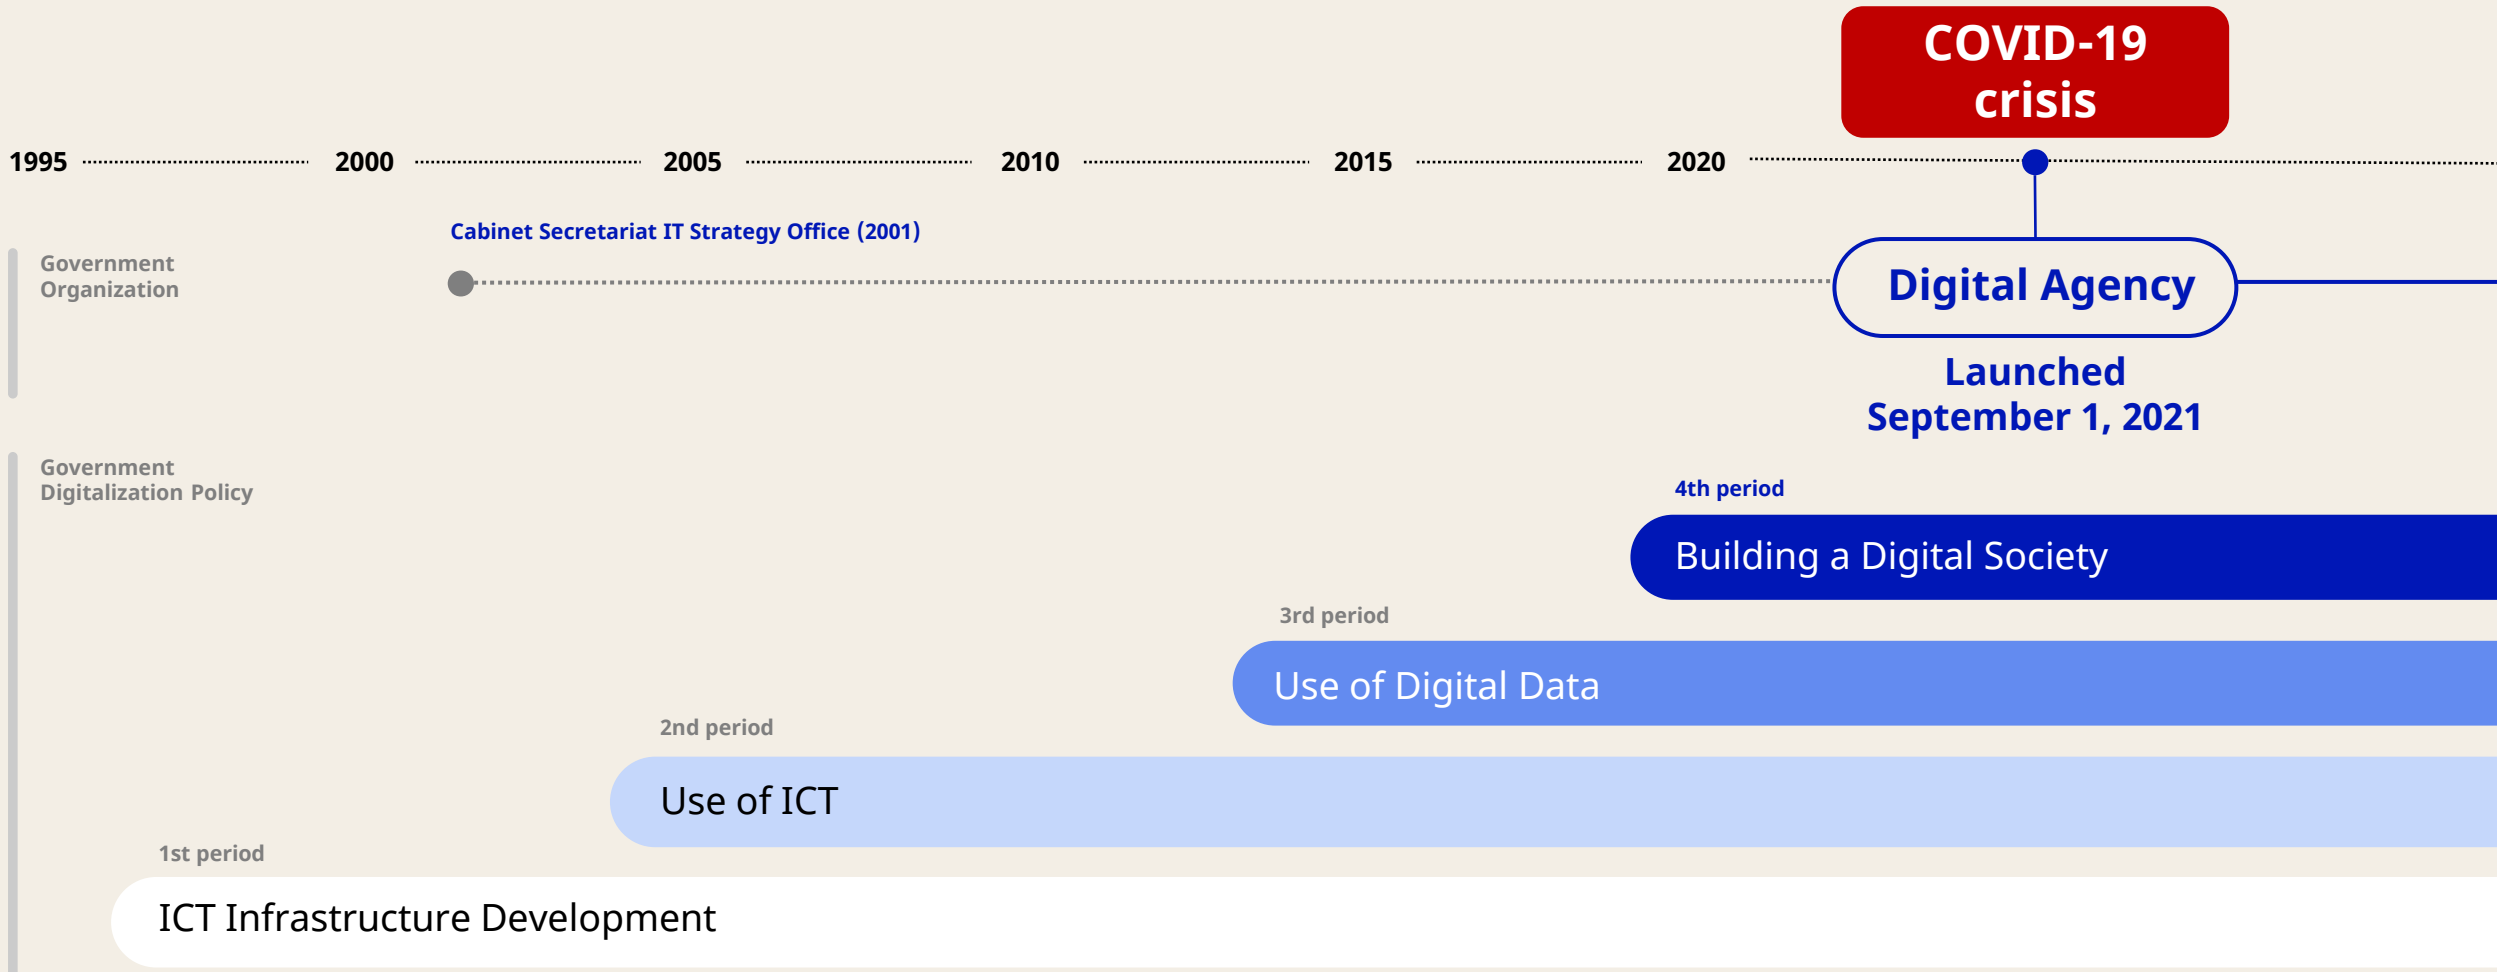 COVID-19
crisis
1995 2000 2005 2010 2015 2020
Cabinet Secretariat IT Strategy Office (2001)
Government
Organization
Digital Agency
Launched
September 1, 2021
Government
Digitalization Policy
4th period
Building a Digital Society
3rd period
Use of Digital Data
2nd period
Use of ICT
1st period
ICT Infrastructure Development